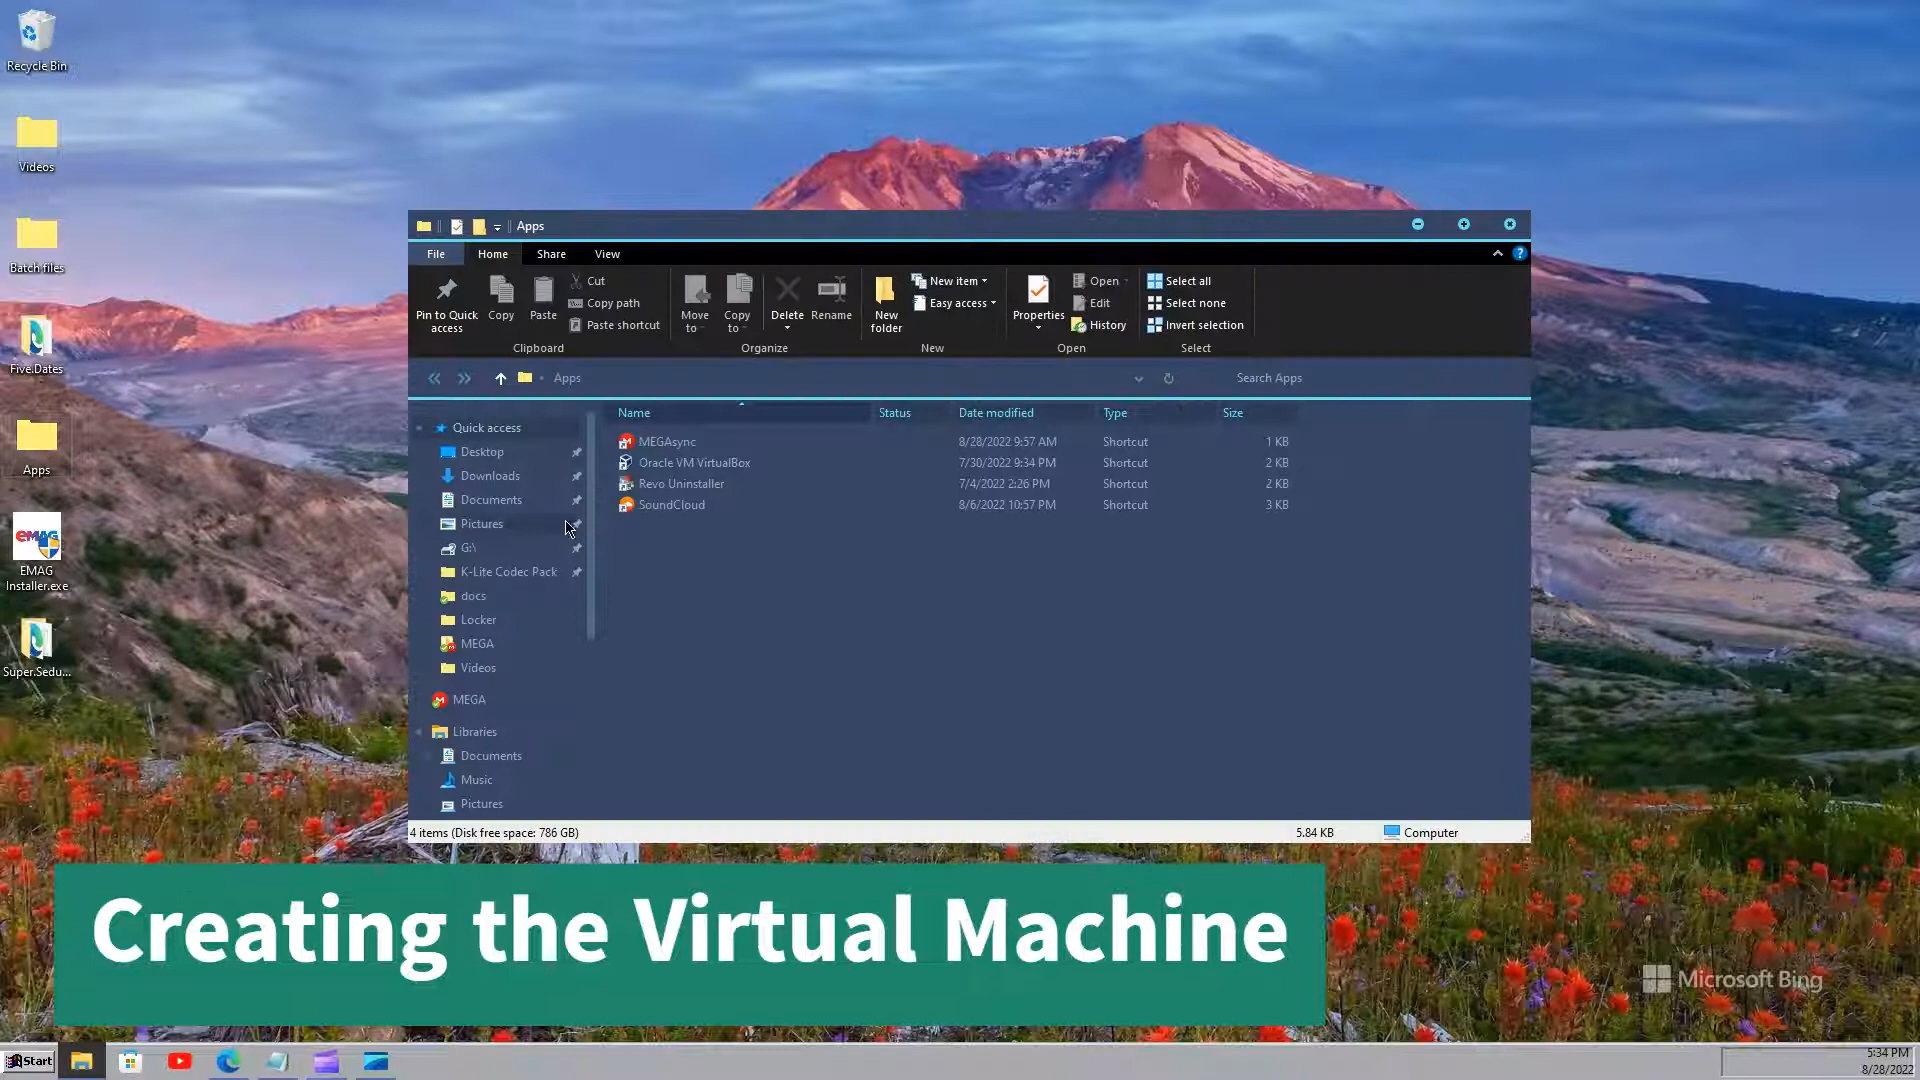 Recycle Bin
Videos
Batch files
Five.Dates
Apps
EMAG
EMAG
Installer.exe
Super.Sedu...
Apps
File Home Share View
Pin to Quick access
Copy
Paste
Cut
Copy path
Paste shortcut
Clipboard
Move to
Copy to
Delete
Rename
Organize
New folder
New item
Easy access
New
Properties
Open
Edit
History
Open
Select all
Select none
Invert selection
Select
Apps
Search Apps
Quick access
Desktop
Downloads
Documents
Pictures
G:\
K-Lite Codec Pack
docs
Locker
MEGA
Videos
MEGA
Libraries
Documents
Music
Pictures
Name Status Date modified Type Size
MEGAsync 8/28/2022 9:57 AM Shortcut 1 KB
Oracle VM VirtualBox 7/30/2022 9:34 PM Shortcut 2 KB
Revo Uninstaller 7/4/2022 2:26 PM Shortcut 2 KB
SoundCloud 8/6/2022 10:57 PM Shortcut 3 KB
4 items (Disk free space: 786 GB) 5.84 KB Computer
Creating the Virtual Machine
Microsoft Bing
Start
5:34 PM
8/28/2022